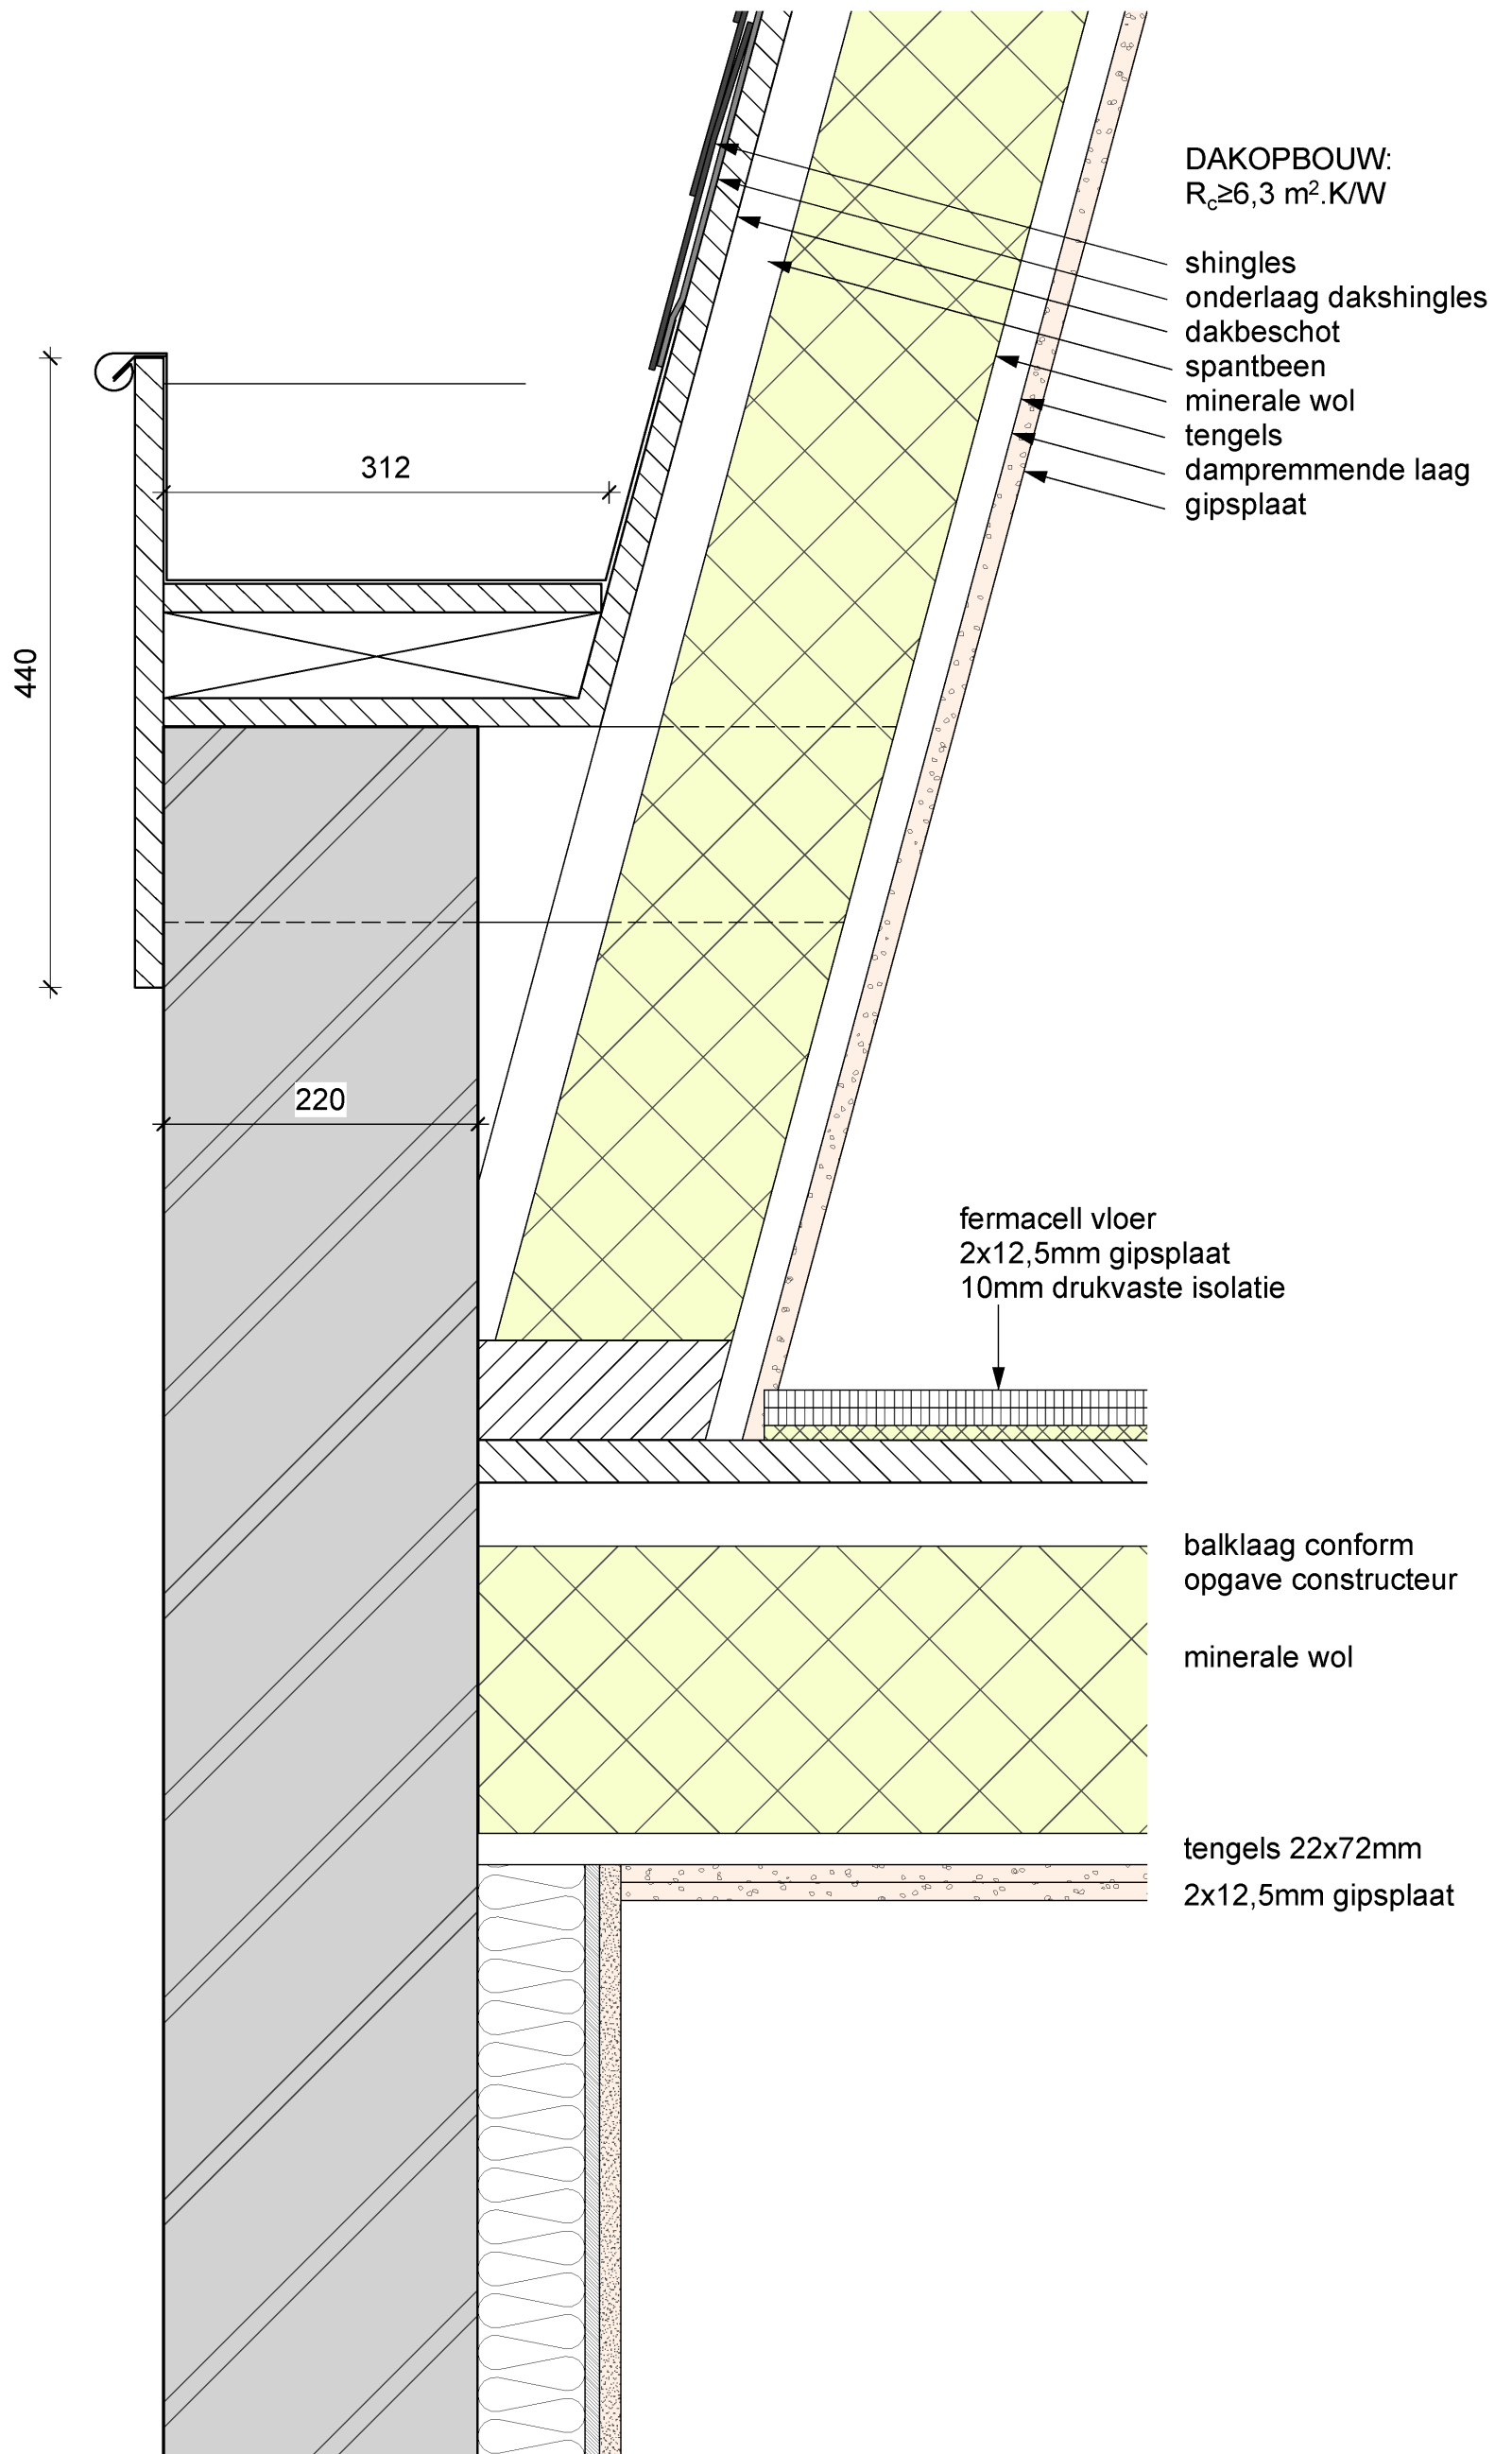 DAKOPBOUW:
Rc≥6,3 m².K/W
shingles
onderlaag dakshingles
dakbeschot
spantbeen
minerale wol
tengels
dampremmende laag
gipsplaat
312
440
220
fermacell vloer
2x12,5mm gipsplaat
10mm drukvaste isolatie
balklaag conform
opgave constructeur
minerale wol
tengels 22x72mm
2x12,5mm gipsplaat